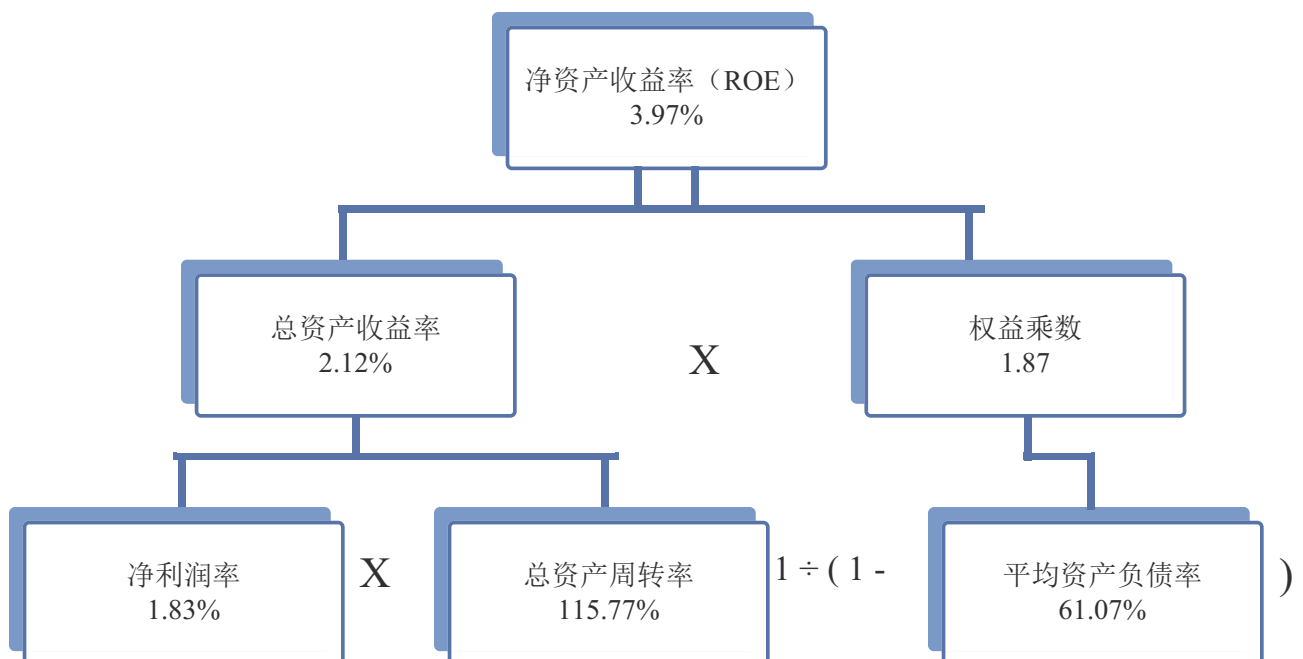 净资产收益率（ROE）
3.97%
总资产收益率
2.12%
X
权益乘数
1.87
净利润率
1.83%
X
总资产周转率
115.77%
1 ÷ ( 1 -
平均资产负债率
61.07%
)